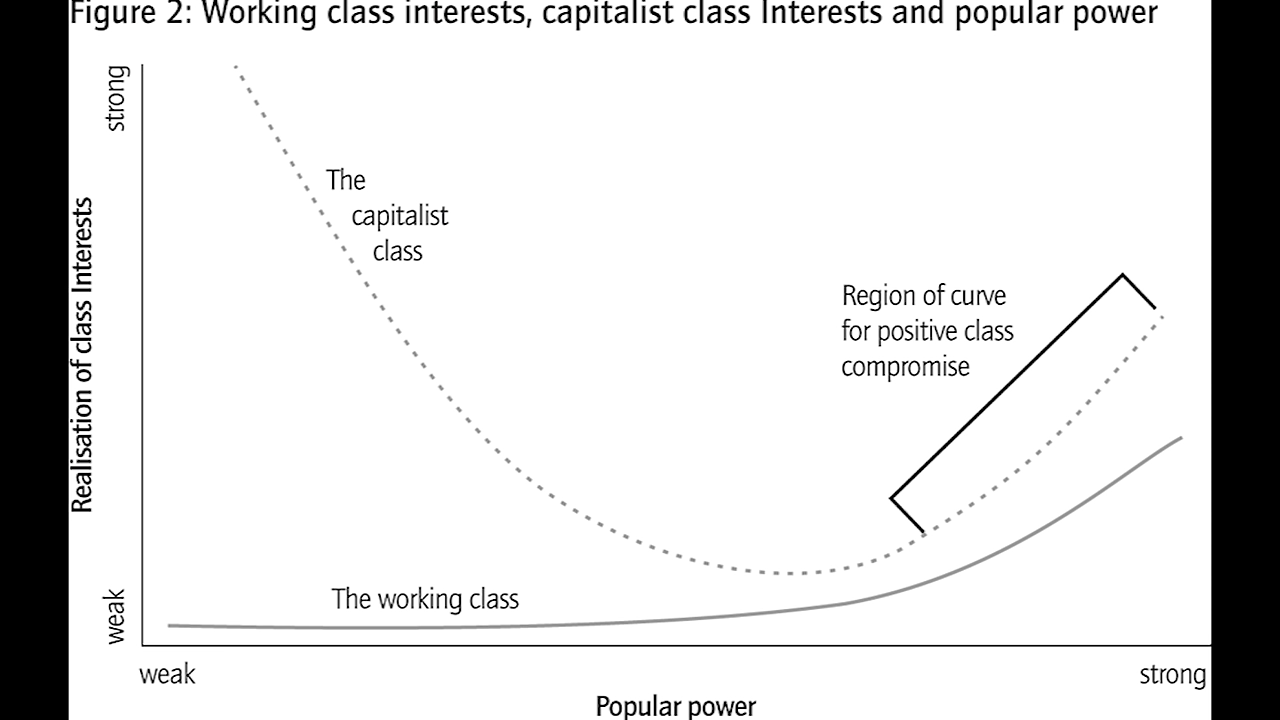 Figure 2: Working class interests, capitalist class Interests and popular power
strong
The
capitalist
class
Realisation of class Interests
Region of curve
for positive class
compromise
The working class
weak
weak
strong
Popular power